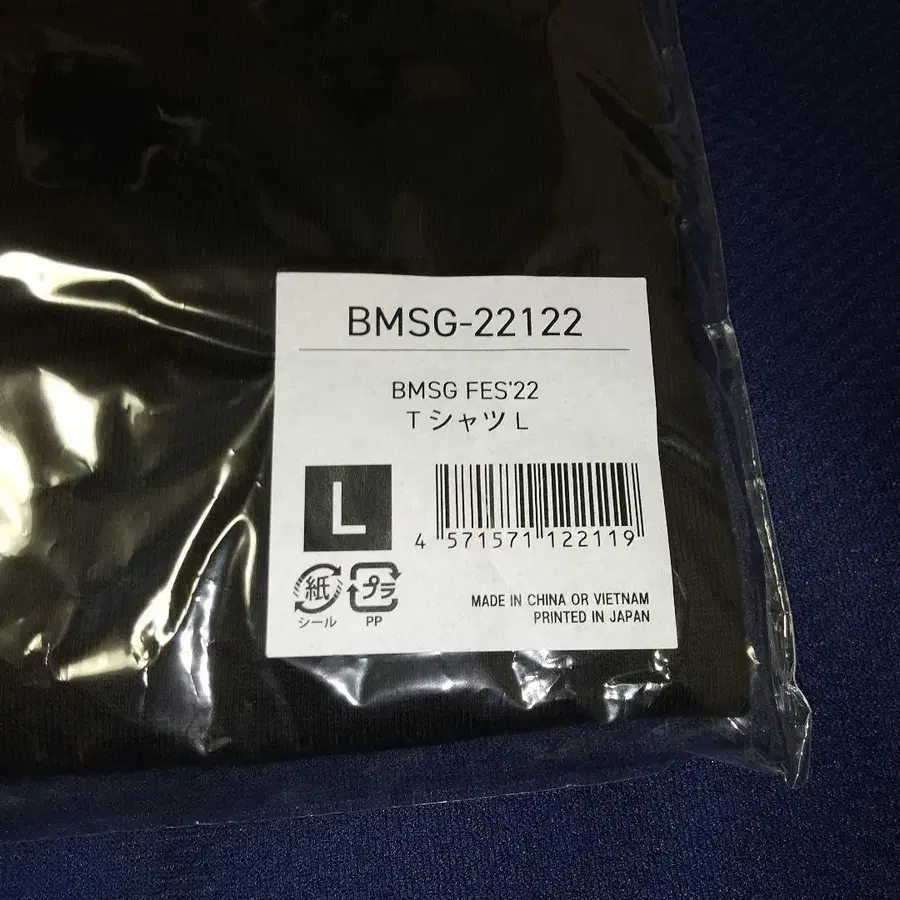 BMSG-22122
BMSG FES'22
TシャツL
L
4 571571 122119
紙 プラ
シール PP
MADE IN CHINA OR VIETNAM
PRINTED IN JAPAN